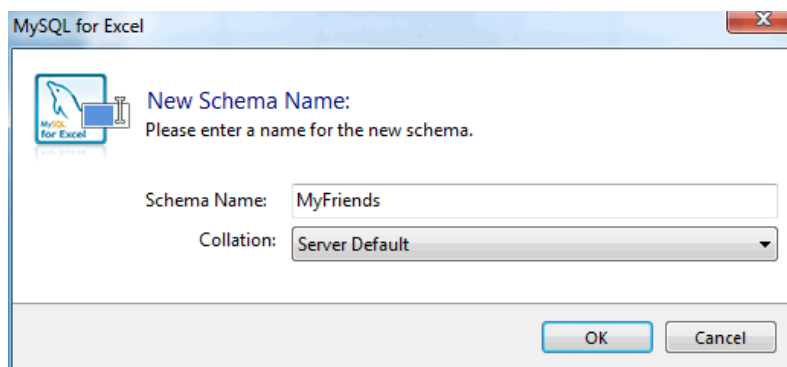 MySQL for Excel
MySQL
for Excel
New Schema Name:
Please enter a name for the new schema.
Schema Name: MyFriends
Collation: Server Default
OK Cancel